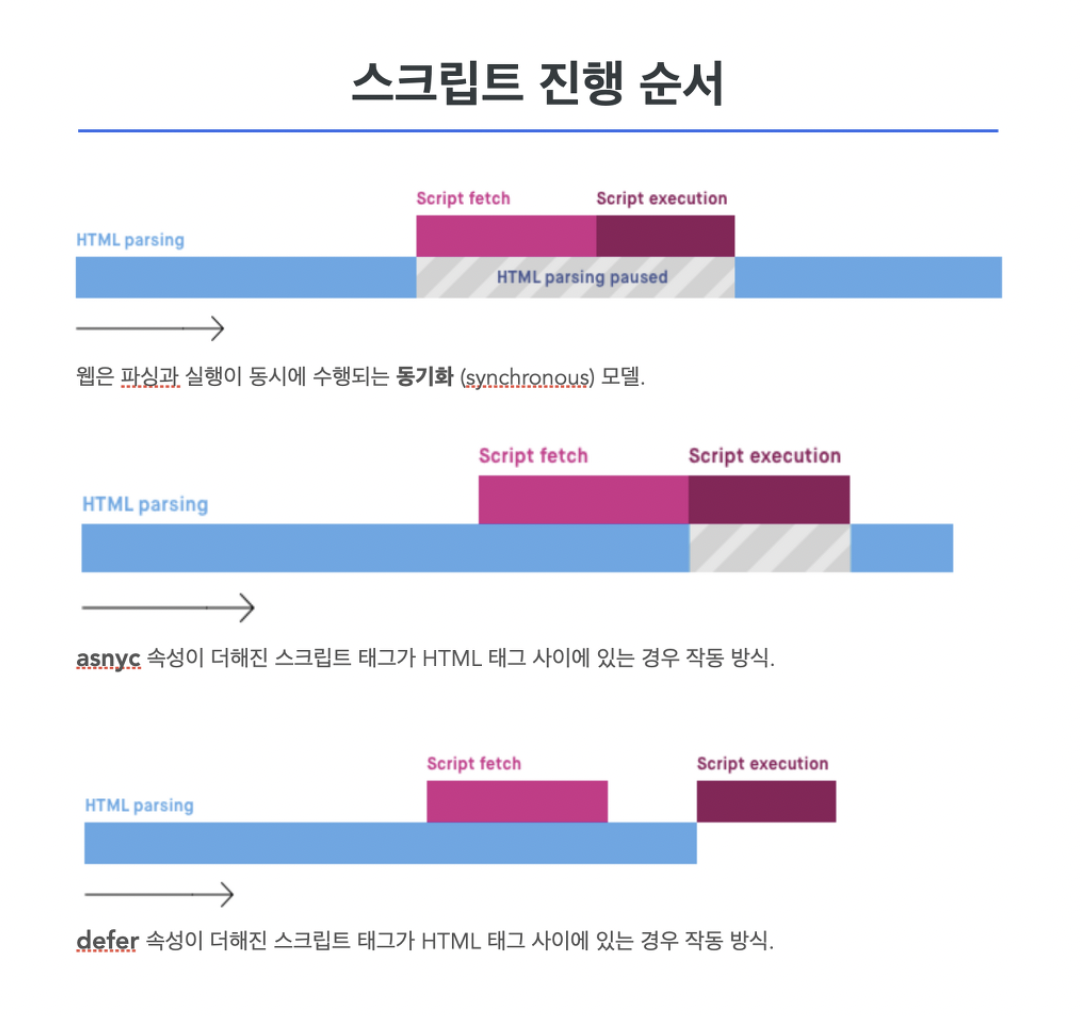 스크립트 진행 순서
Script fetch Script execution
HTML parsing
HTML parsing paused
웹은 파싱과 실행이 동시에 수행되는 동기화 (synchronous) 모델.
Script fetch Script execution
HTML parsing
asnyc 속성이 더해진 스크립트 태그가 HTML 태그 사이에 있는 경우 작동 방식.
Script fetch Script execution
HTML parsing
defer 속성이 더해진 스크립트 태그가 HTML 태그 사이에 있는 경우 작동 방식.